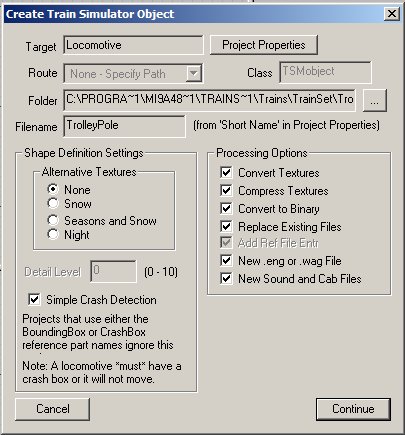 Create Train Simulator Object
Target Locomotive Project Properties
Route None - Specify Path Class TSMobject
Folder C:\PROGRA~1\MI9A48~1\TRAINS~1\Trains\TrainSet\Tro ...
Filename TrolleyPole (from 'Short Name' in Project Properties)
Shape Definition Settings
Alternative Textures
None
Snow
Seasons and Snow
Night
Detail Level 0 (0 - 10)
Simple Crash Detection
Projects that use either the
BoundingBox or CrashBox
reference part names ignore this
Note: A locomotive *must* have a
crash box or it will not move.
Processing Options
Convert Textures
Compress Textures
Convert to Binary
Replace Existing Files
Add Ref File Entr
New .eng or .wag File
New Sound and Cab Files
Cancel
Continue